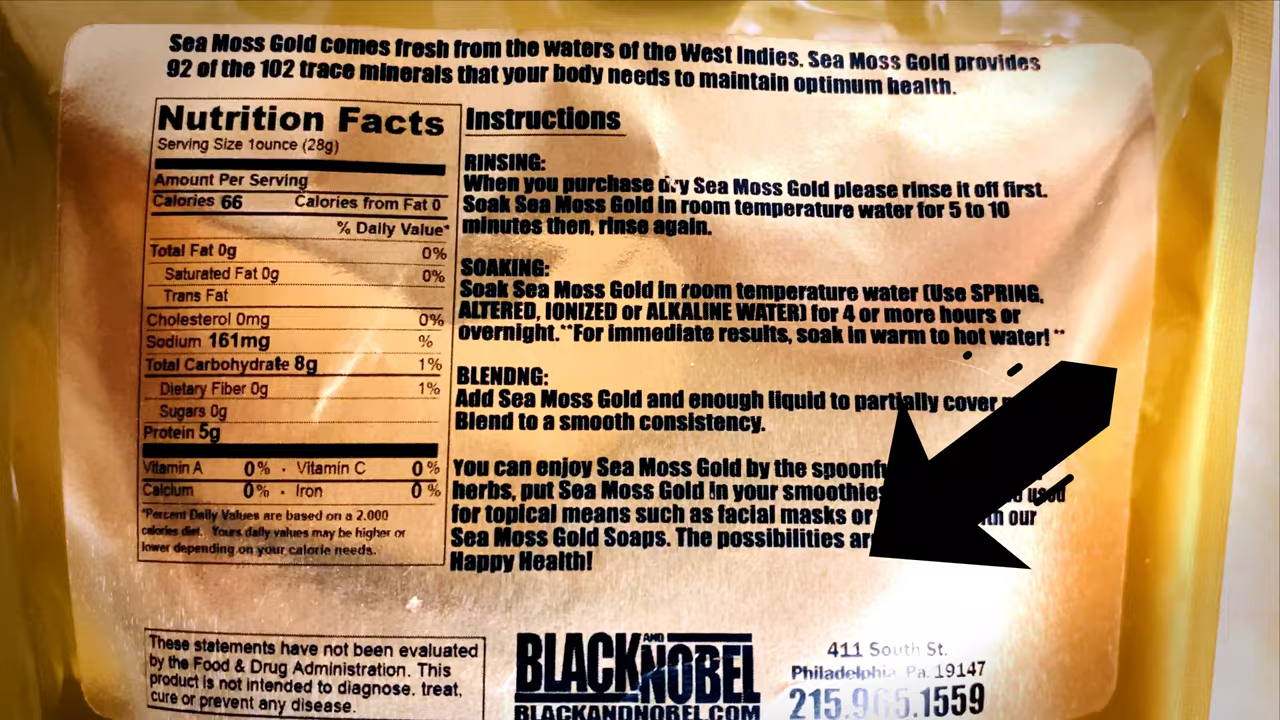 Sea Moss Gold comes fresh from the waters of the West Indies. Sea Moss Gold provides
92 of the 102 trace minerals that your body needs to maintain optimum health.
Nutrition Facts
Serving Size 1ounce (28g)
Amount Per Serving
Calories 66 Calories from Fat 0
% Daily Value*
Total Fat 0g 0%
Saturated Fat 0g 0%
Trans Fat
Cholesterol 0mg 0%
Sodium 161mg %
Total Carbohydrate 8g 1%
Dietary Fiber 0g 1%
Sugars 0g
Protein 5g
Vitamin A 0% · Vitamin C 0%
Calcium 0% · Iron 0%
*Percent Daily Values are based on a 2.000
calories diet. Yours daily values may be higher or
lower depending on your calorie needs.
Instructions
RINSING:
When you purchase dry Sea Moss Gold please rinse it off first.
Soak Sea Moss Gold in room temperature water for 5 to 10
minutes then, rinse again.
SOAKING:
Soak Sea Moss Gold in room temperature water (Use SPRING,
ALTERED, IONIZED or ALKALINE WATER) for 4 or more hours or
overnight.**For immediate results, soak in warm to hot water! **
BLENDNG:
Add Sea Moss Gold and enough liquid to partially cover
Blend to a smooth consistency.
You can enjoy Sea Moss Gold by the
herbs, put Sea Moss Gold in your smoothies used
for topical means such as facial masks or our
Sea Moss Gold Soaps. The possibilities
Happy Health!
These statements have not been evaluated
by the Food & Drug Administration. This
product is not intended to diagnose. treat,
cure or prevent any disease.
BLACK AND NOBEL
BLACKANDNOBEL.COM
411 South St.
Philadelphia Pa. 19147
215.965.1559